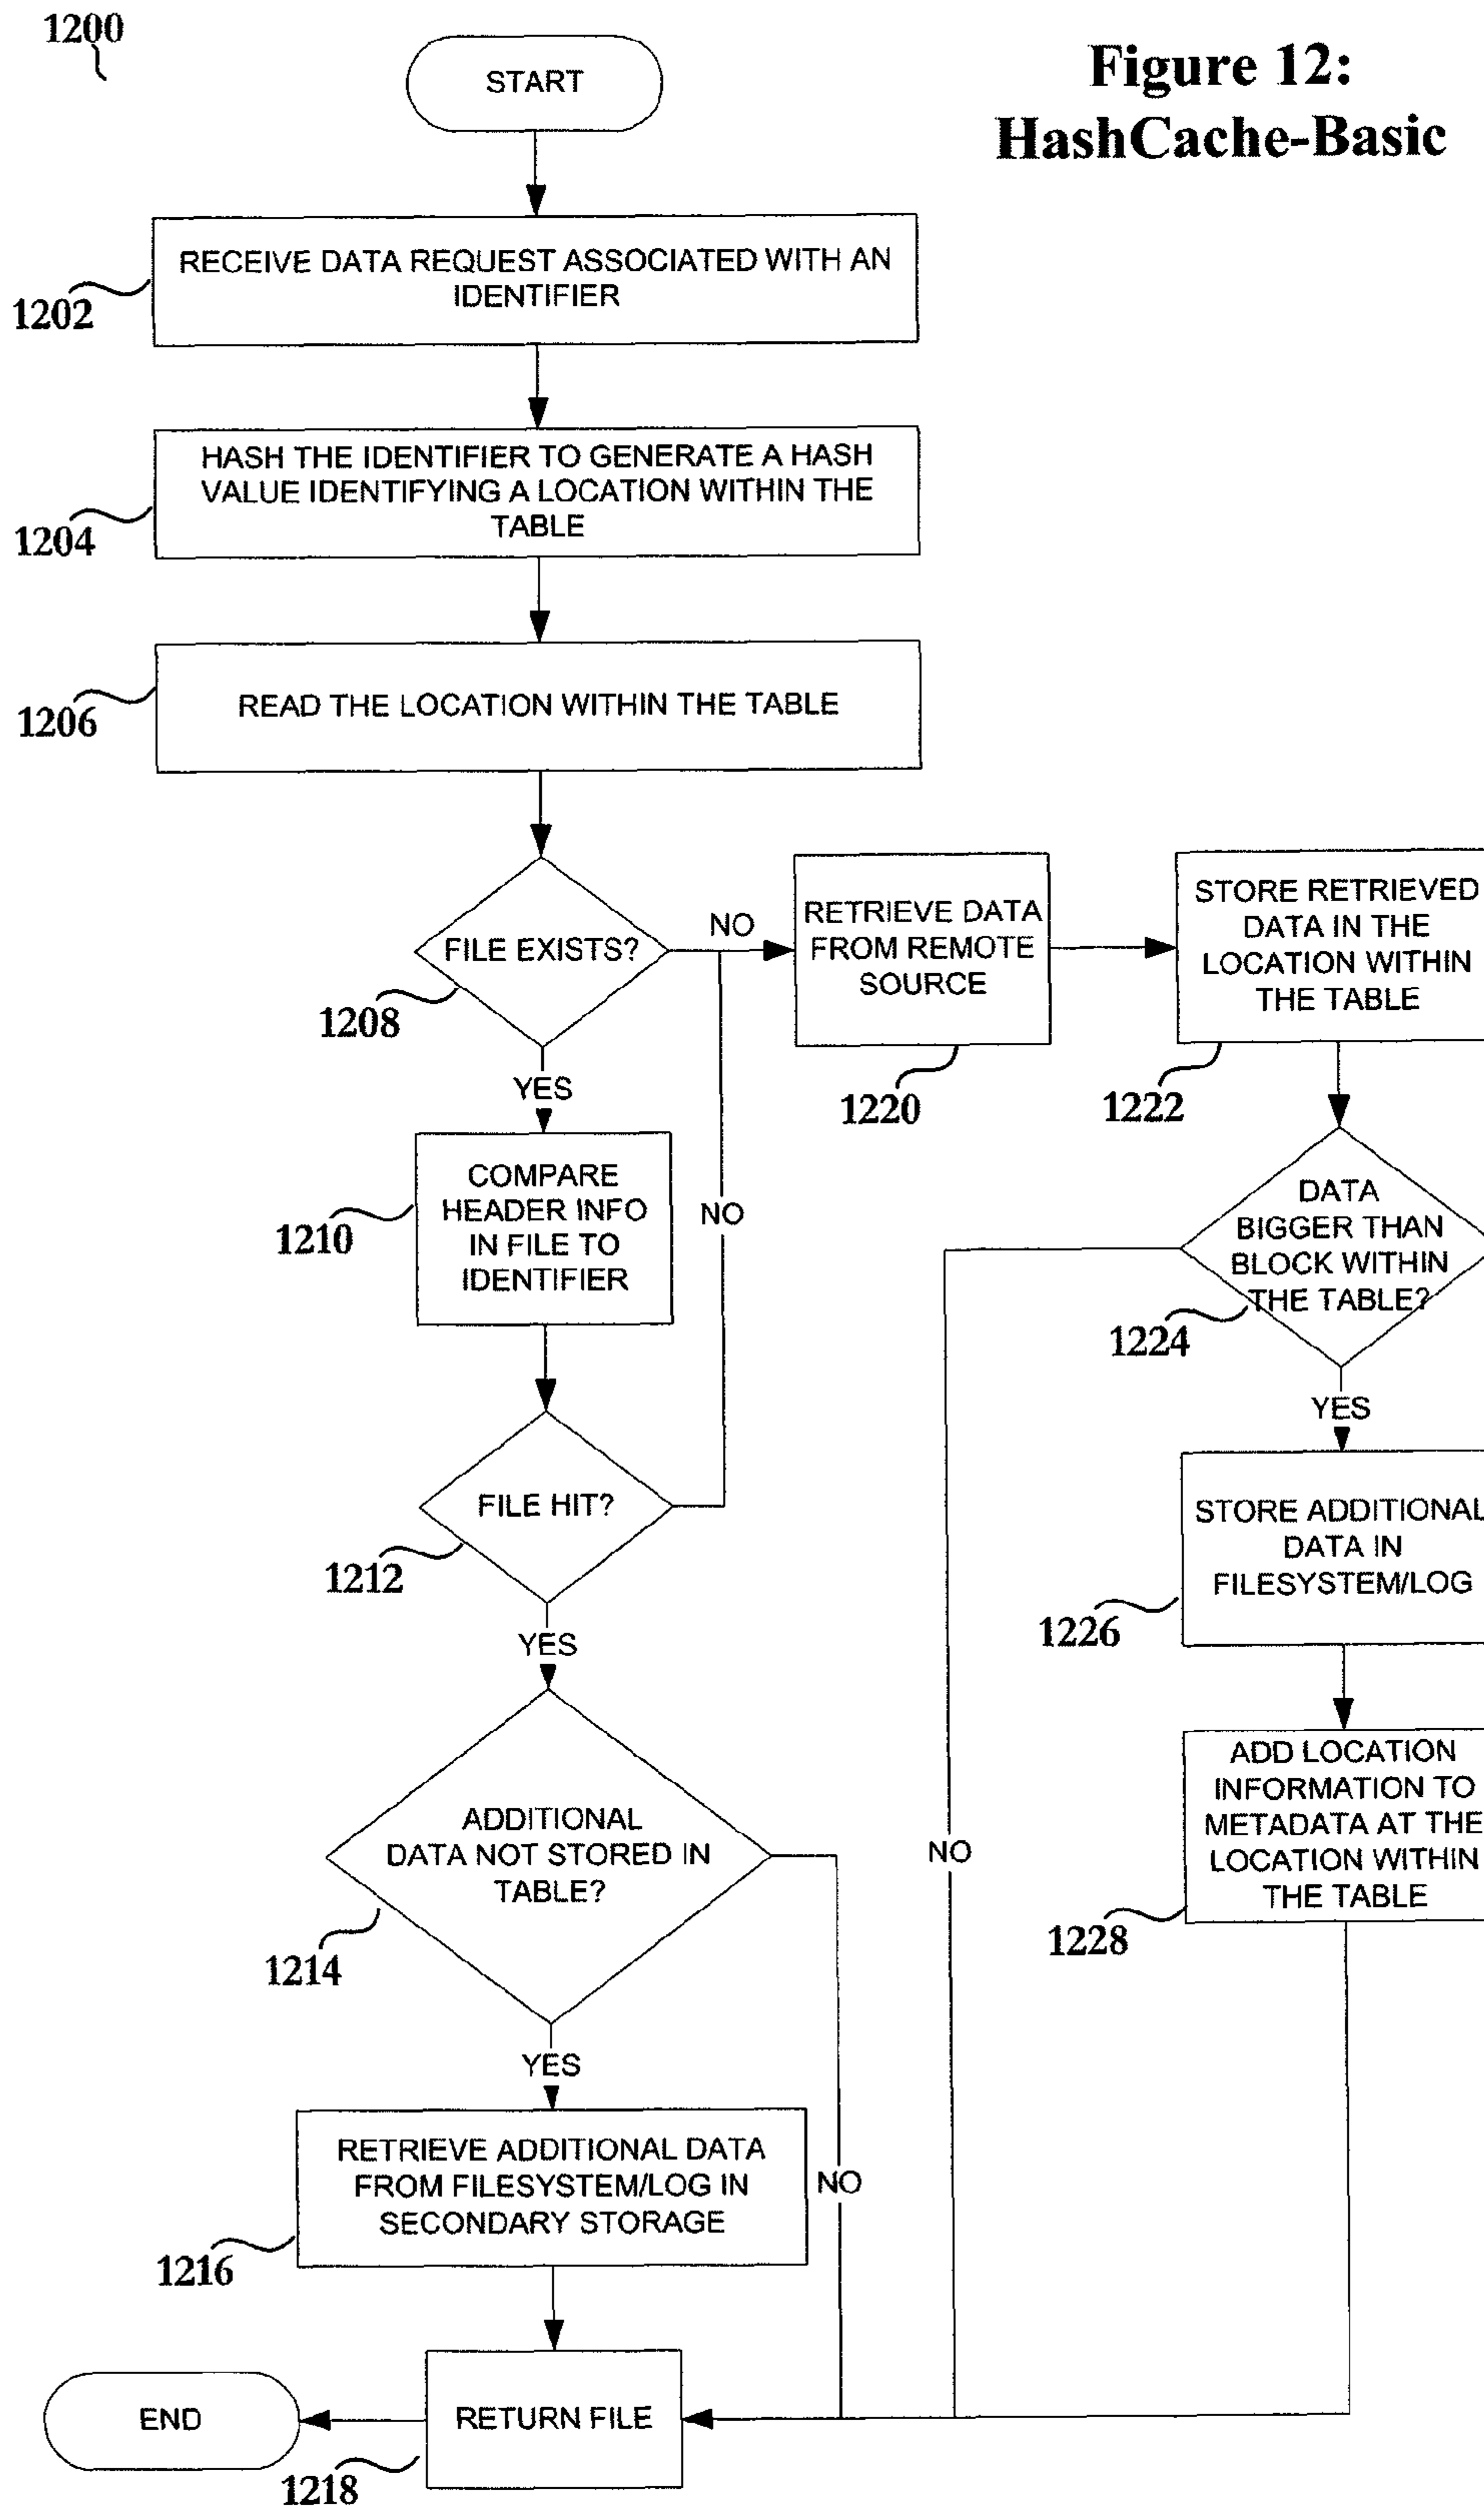 1200
START
Figure 12:
HashCache-Basic
RECEIVE DATA REQUEST ASSOCIATED WITH AN
IDENTIFIER
1202
HASH THE IDENTIFIER TO GENERATE A HASH
VALUE IDENTIFYING A LOCATION WITHIN THE
TABLE
1204
READ THE LOCATION WITHIN THE TABLE
1206
FILE EXISTS?
1208
NO
RETRIEVE DATA
FROM REMOTE
SOURCE
1220
STORE RETRIEVED
DATA IN THE
LOCATION WITHIN
THE TABLE
1222
YES
COMPARE
HEADER INFO
IN FILE TO
IDENTIFIER
1210
NO
DATA
BIGGER THAN
BLOCK WITHIN
THE TABLE?
1224
FILE HIT?
1212
YES
STORE ADDITIONAL
DATA IN
FILESYSTEM/LOG
1226
YES
ADDITIONAL
DATA NOT STORED IN
TABLE?
1214
NO
ADD LOCATION
INFORMATION TO
METADATA AT THE
LOCATION WITHIN
THE TABLE
1228
YES
RETRIEVE ADDITIONAL DATA
FROM FILESYSTEM/LOG IN
SECONDARY STORAGE
1216
NO
END
RETURN FILE
1218